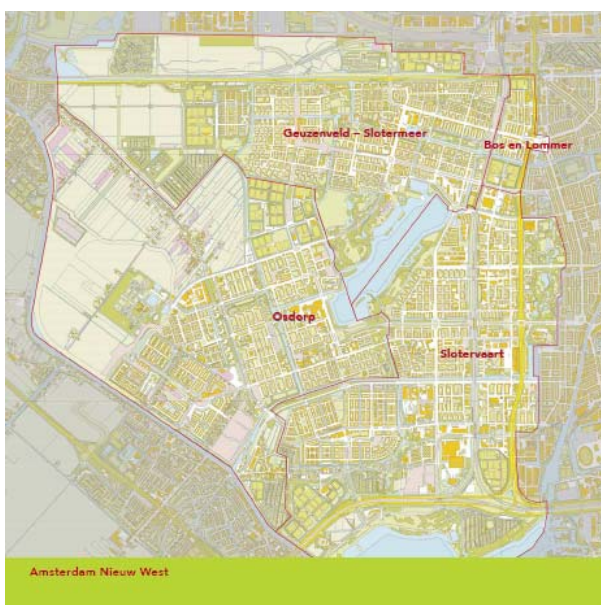 Geuzenveld – Slotermeer
Bos en Lommer
Osdorp
Slotervaart
Amsterdam Nieuw West